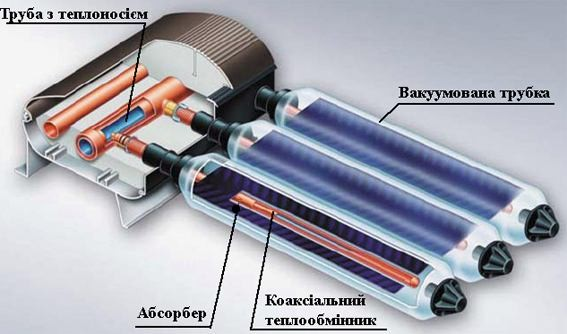 Труба з теплоносієм
Вакуумована трубка
Абсорбер
Коаксіальний
теплообмінник